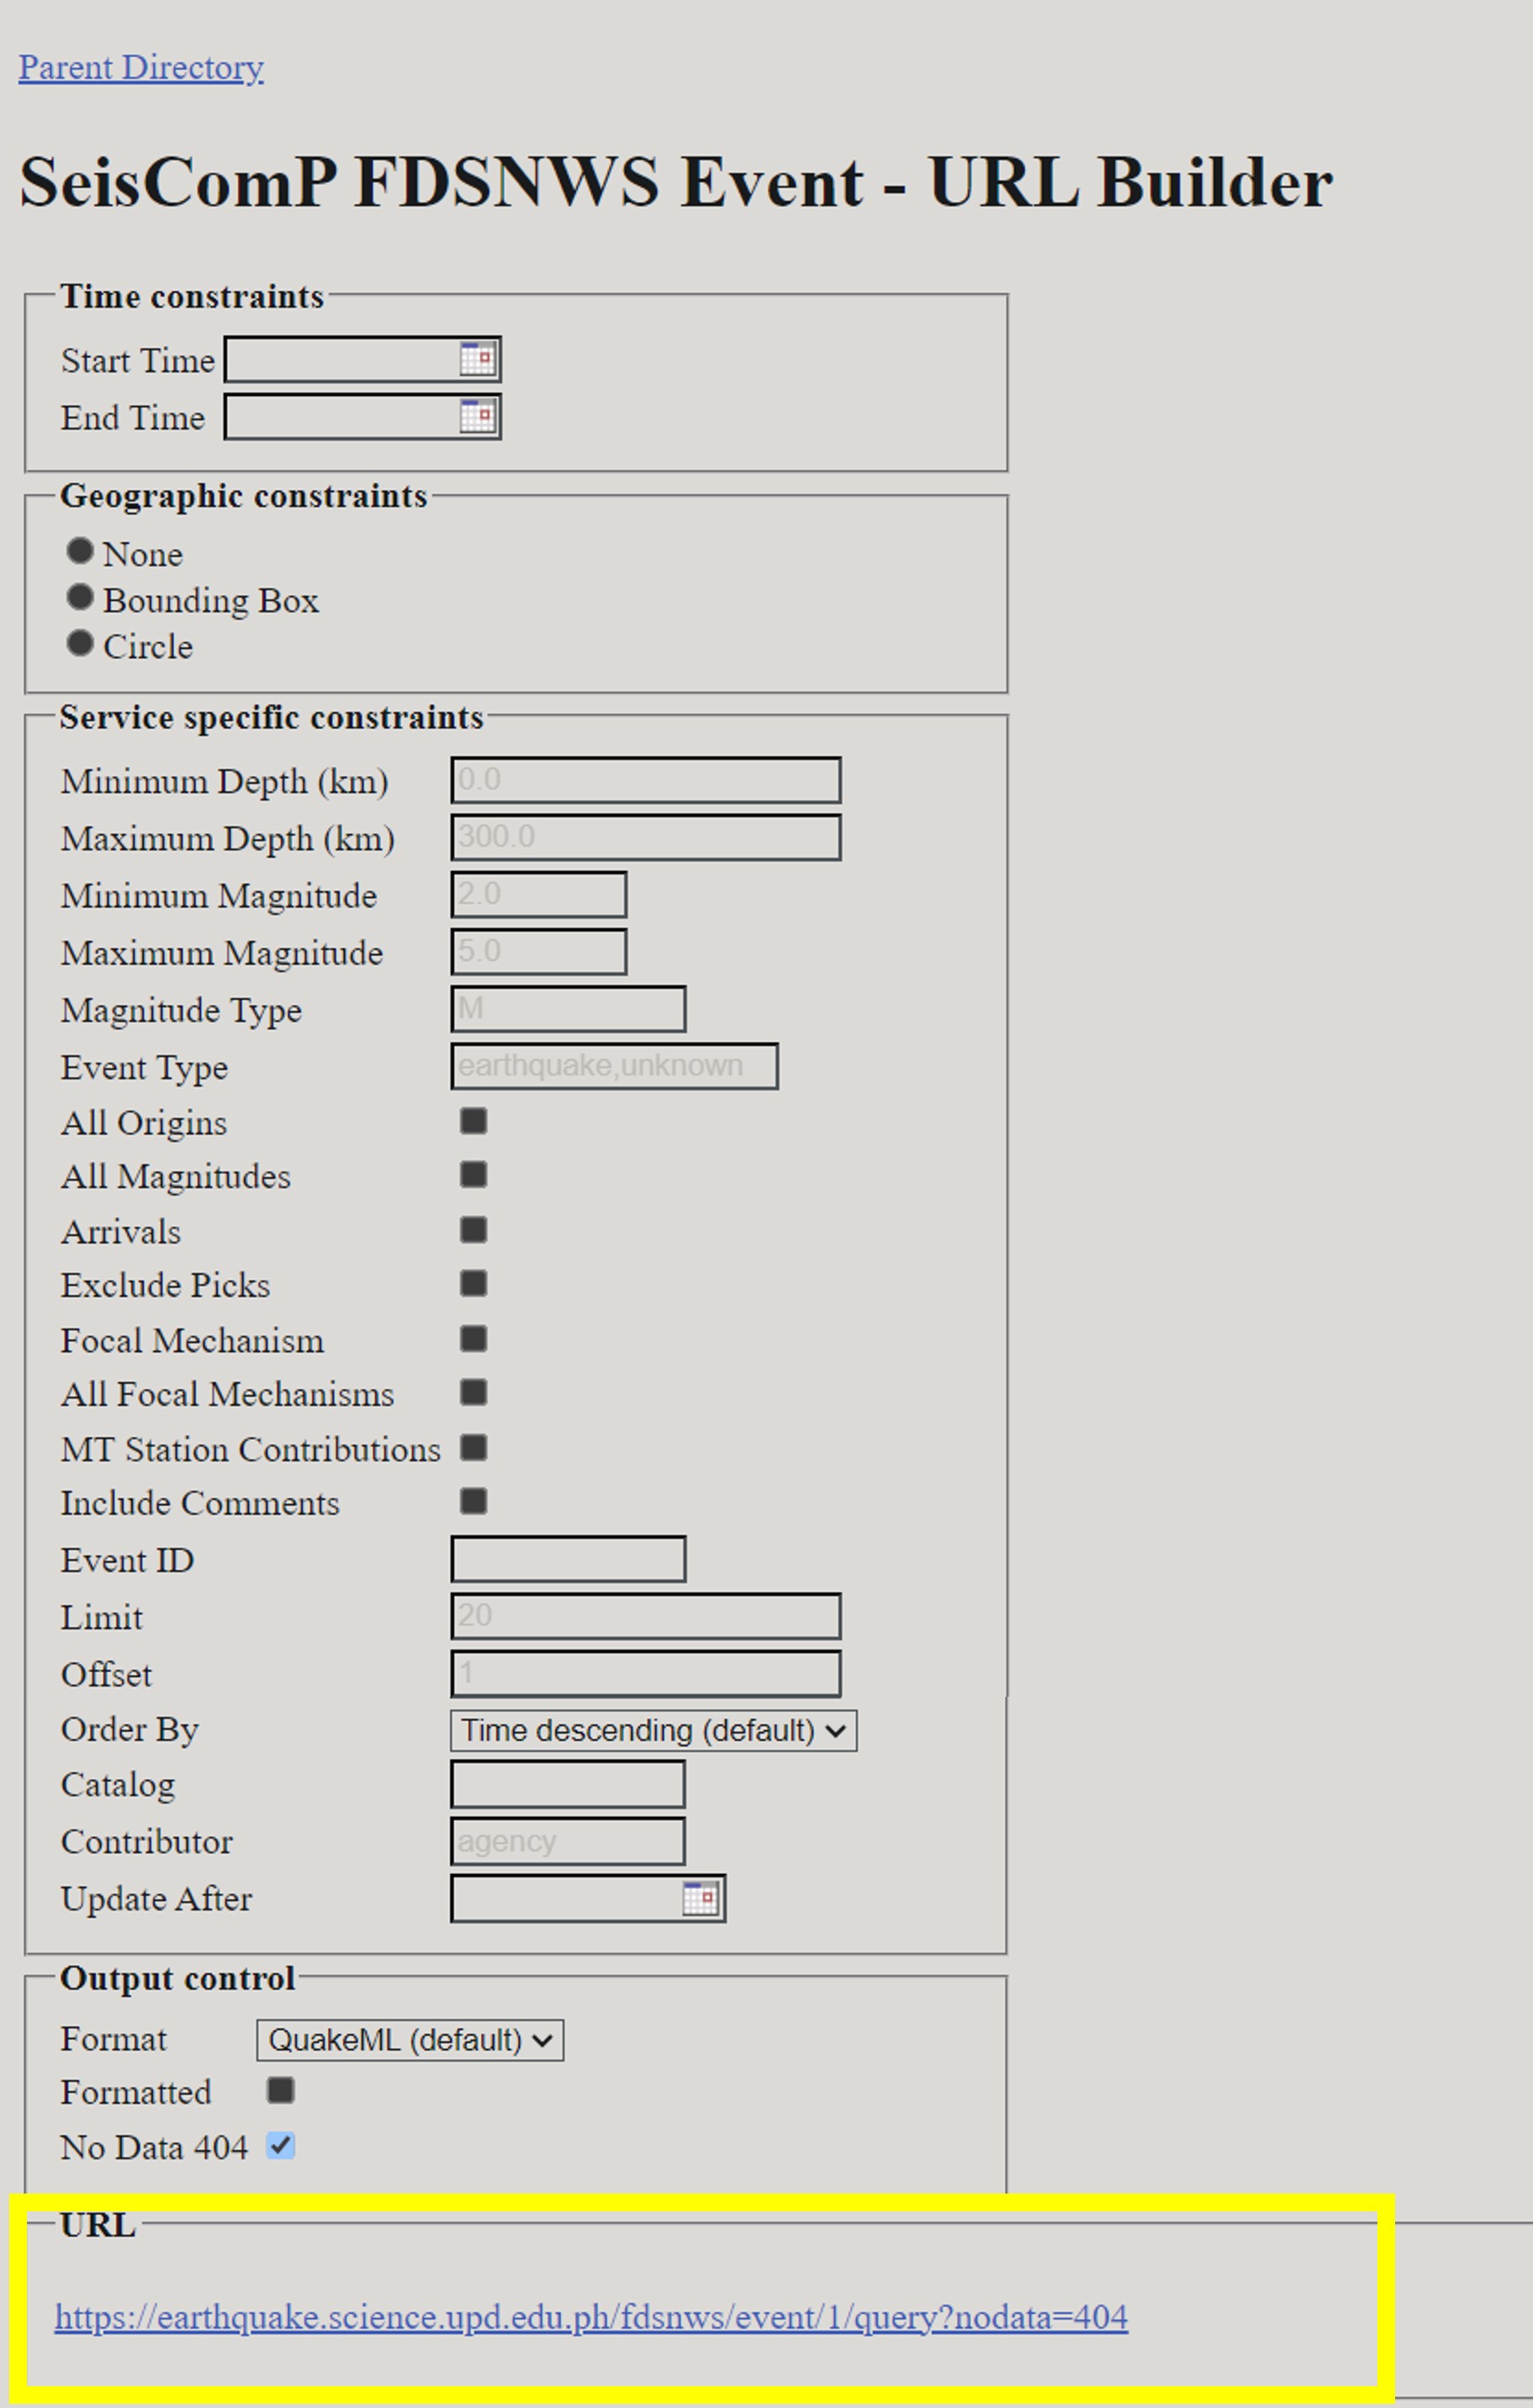 Parent Directory
SeisComP FDSNWS Event - URL Builder
Time constraints
Start Time
End Time
Geographic constraints
None
Bounding Box
Circle
Service specific constraints
Minimum Depth (km) 0.0
Maximum Depth (km) 300.0
Minimum Magnitude 2.0
Maximum Magnitude 5.0
Magnitude Type M
Event Type earthquake,unknown
All Origins
All Magnitudes
Arrivals
Exclude Picks
Focal Mechanism
All Focal Mechanisms
MT Station Contributions
Include Comments
Event ID
Limit 20
Offset 1
Order By Time descending (default)
Catalog
Contributor agency
Update After
Output control
Format QuakeML (default)
Formatted
No Data 404
URL
https://earthquake.science.upd.edu.ph/fdsnws/event/1/query?nodata=404